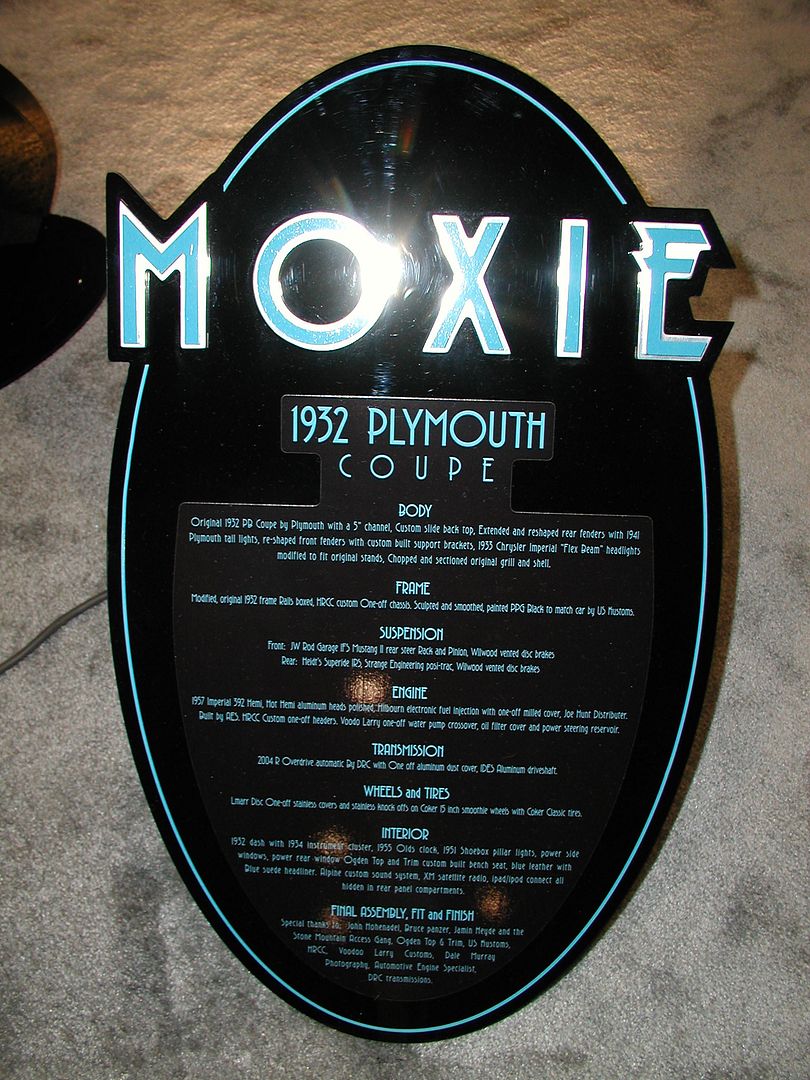 MOXIE
1932 PLYMOUTH
COUPE
BODY
Original 1932 PB Coupe by Plymouth with a 5" channel, Custom slide back top, Extended and reshaped rear fenders with 1941
Plymouth tail lights, re-shaped front fenders with custom built support brackets, 1933 Chrysler Imperial "Flex Beam" headlights
modified to fit original stands, Chopped and sectioned original grill and shell.
FRAME
Modified, original 1932 frame Rails boxed, HRCC custom One-off chassis. Sculpted and smoothed, painted PPG Black to match car by US Kustoms.
SUSPENSION
Front: JW Rod Garage IFS Mustang II rear steer Rack and Pinion, Wilwood vented disc brakes
Rear: Heidt's Superide IRS, Strange Engineering posi-trac, Wilwood vented disc brakes
ENGINE
1957 Imperial 392 Hemi, Hot Hemi aluminum heads polished, Hilbourn electronic fuel injection with one-off milled cover, Joe Hunt Distributer.
Built by AES. HRCC Custom one-off headers. Voodo Larry one-off water pump crossover, oil filter cover and power steering reservoir.
TRANSMISSION
2004 R Overdrive automatic By DRC with One off aluminum dust cover, IDES Aluminum driveshaft.
WHEELS and TIRES
Lmarr Disc One-off stainless covers and stainless knock offs on Coker 15 inch smoothie wheels with Coker Classic tires.
INTERIOR
1932 dash with 1934 instrument cluster, 1955 Olds clock, 1951 Shoebox pillar lights, power side
windows, power rear window Ogden Top and Trim custom built bench seat, blue leather with
Blue suede headliner. Alpine custom sound system, XM satellite radio, ipad/ipod connect all
hidden in rear panel compartments.
FINAL ASSEMBLY, FIT and FINISH
Special thanks to: John Hohenadel, Bruce panzer, Jamin Heyde and the
Stone Mountain Access Gang, Ogden Top & Trim, US Kustoms,
HRCC, Voodoo Larry Customs, Dale Murray
Photography, Automotive Engine Specialist,
DRC transmissions.